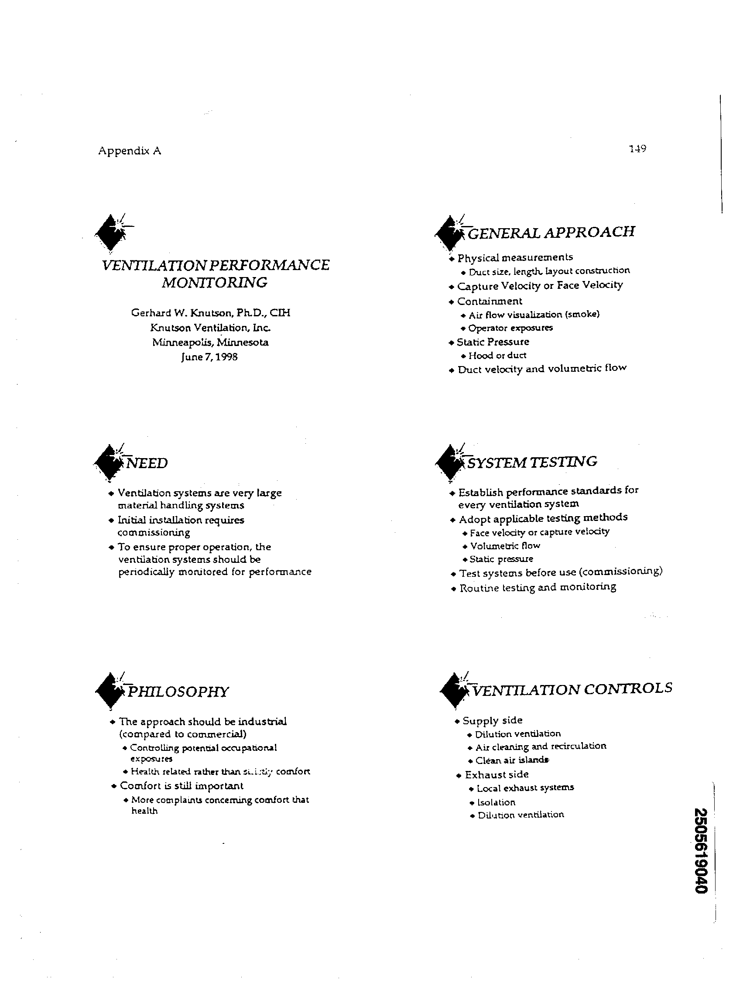 Appendix A
149
VENTILATION PERFORMANCE
MONITORING
Gerhard W. Knutson, Ph.D., CIH
Knutson Ventilation, Inc.
Minneapolis, Minnesota
June 7, 1998
NEED
◆ Ventilation systems are very large
material handling systems
◆ Initial installation requires
commissioning
◆ To ensure proper operation, the
ventilation systems should be
periodically monitored for performance
PHILOSOPHY
◆ The approach should be industrial
(compared to commercial)
◆ Controlling potential occupational
exposures
◆ Health related rather than comfort
◆ Comfort is still important
◆ More complaints concerning comfort that
health
GENERAL APPROACH
◆ Physical measurements
◆ Duct size, length, layout construction
◆ Capture Velocity or Face Velocity
◆ Containment
◆ Air flow visualization (smoke)
◆ Operator exposures
◆ Static Pressure
◆ Hood or duct
◆ Duct velocity and volumetric flow
SYSTEM TESTING
◆ Establish performance standards for
every ventilation system
◆ Adopt applicable testing methods
◆ Face velocity or capture velocity
◆ Volumetric flow
◆ Static pressure
◆ Test systems before use (commissioning)
◆ Routine testing and monitoring
VENTILATION CONTROLS
◆ Supply side
◆ Dilution ventilation
◆ Air cleaning and recirculation
◆ Clean air islands
◆ Exhaust side
◆ Local exhaust systems
◆ Isolation
◆ Dilution ventilation
2505619040